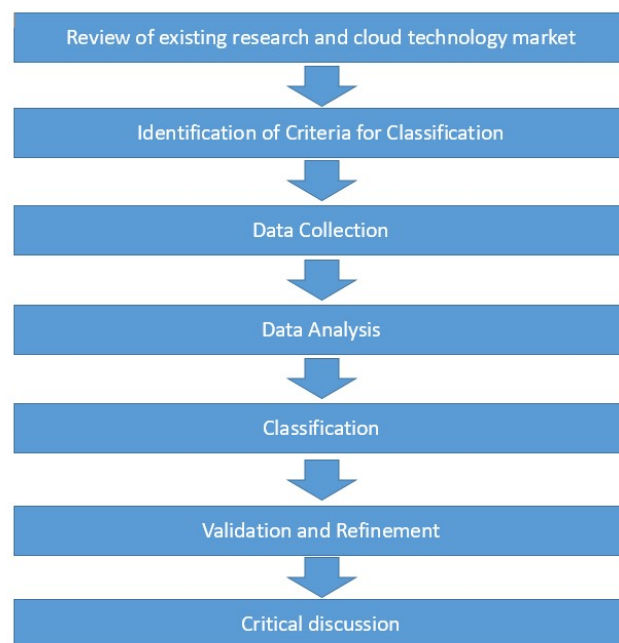 Review of existing research and cloud technology market
Identification of Criteria for Classification
Data Collection
Data Analysis
Classification
Validation and Refinement
Critical discussion